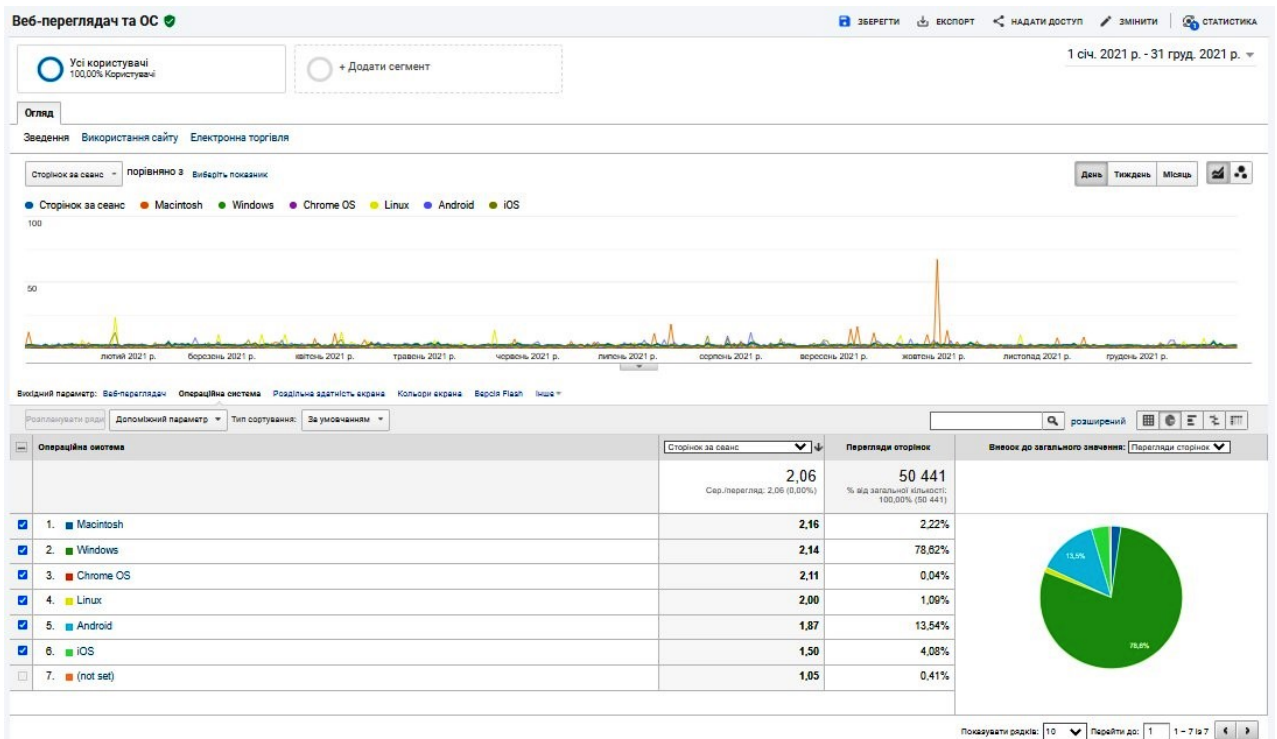 Веб-переглядач та ОС
ЗБЕРЕГТИ ЕКСПОРТ НАДАТИ ДОСТУП ЗМІНИТИ СТАТИСТИКА
Усі користувачі
100,00% Користувачі
+ Додати сегмент
1 січ. 2021 р. - 31 груд. 2021 р.
Огляд
Зведення Використання сайту Електронна торгівля
Сторінок за сеанс порівняно з Виберіть показник
День Тиждень Місяць
Сторінок за сеанс Macintosh Windows Chrome OS Linux Android iOS
100
50
лютий 2021 р. березень 2021 р. квітень 2021 р. травень 2021 р. червень 2021 р. липень 2021 р. серпень 2021 р. вересень 2021 р. жовтень 2021 р. листопад 2021 р. грудень 2021 р.
Вихідний параметр: Веб-переглядач Операційна система Роздільна здатність екрана Кольори екрана Версія Flash Інше
Розпланувати ряди Допоміжний параметр Тип сортування: За умовчанням
розширений
Операційна система Сторінок за сеанс Перегляди сторінок Внесок до загального значення: Перегляди сторінок
2,06 50 441
Сер./перегляд: 2,06 (0,00%) % від загальної кількості:
100,00% (50 441)
1. Macintosh 2,16 2,22%
2. Windows 2,14 78,62%
3. Chrome OS 2,11 0,04%
4. Linux 2,00 1,09%
5. Android 1,87 13,54%
6. iOS 1,50 4,08%
7. (not set) 1,05 0,41%
13,5%
78,6%
Показувати рядків: 10 Перейти до: 1 1 – 7 із 7